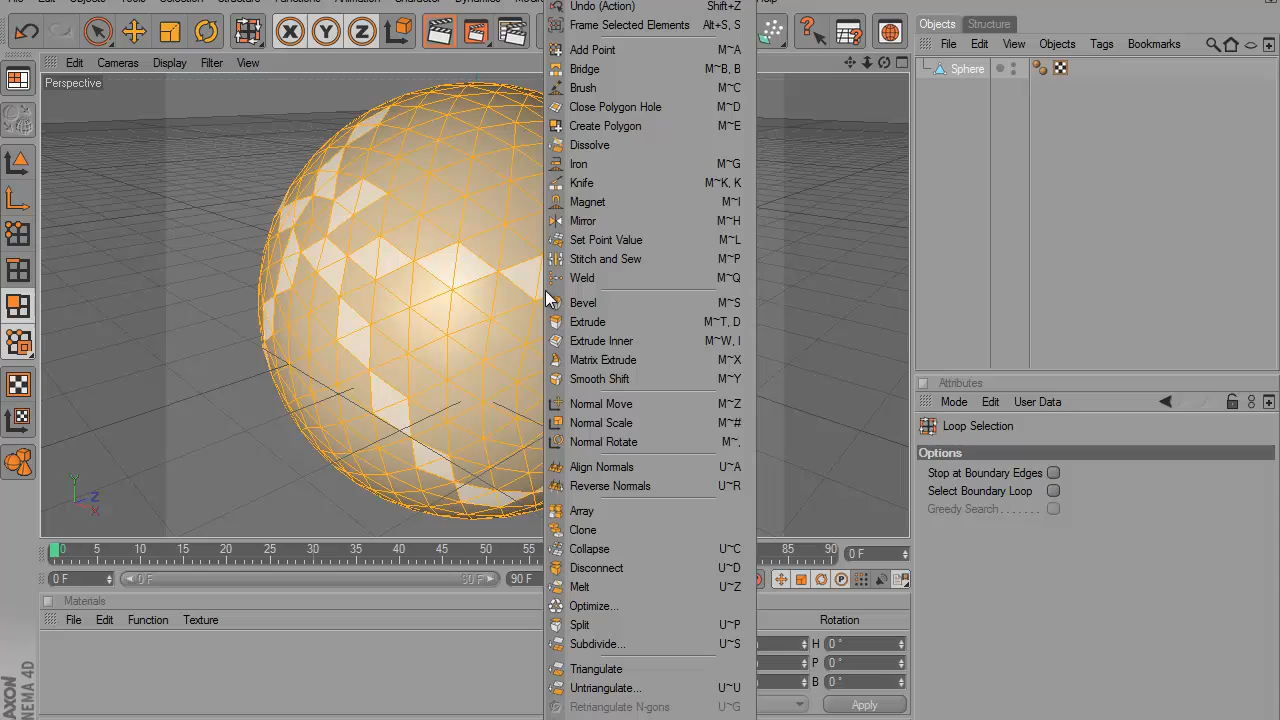 Undo (Action) Shift+Z
Frame Selected Elements Alt+S, S
Add Point M~A
Bridge M~B, B
Brush M~C
Close Polygon Hole M~D
Create Polygon M~E
Dissolve
Iron M~G
Knife M~K, K
Magnet M~I
Mirror M~H
Set Point Value M~L
Stitch and Sew M~P
Weld M~Q
Bevel M~S
Extrude M~T, D
Extrude Inner M~W, I
Matrix Extrude M~X
Smooth Shift M~Y
Normal Move M~Z
Normal Scale M~#
Normal Rotate M~,
Align Normals U~A
Reverse Normals U~R
Array
Clone
Collapse U~C
Disconnect U~D
Melt U~Z
Optimize...
Split U~P
Subdivide... U~S
Triangulate
Untriangulate... U~U
Retriangulate N-gons U~G
X Y Z
Edit Cameras Display Filter View
Perspective
Y Z X
0 5 10 15 20 25 30 35 40 45 50 55 85 90 0 F
0 F 0 F 90 F 90 F
Materials
File Edit Function Texture
Rotation
H 0 °
P 0 °
B 0 °
Apply
Objects Structure
File Edit View Objects Tags Bookmarks
Sphere
Attributes
Mode Edit User Data
Loop Selection
Options
Stop at Boundary Edges
Select Boundary Loop
Greedy Search . . . . . . .
AXON
NEMA 4D